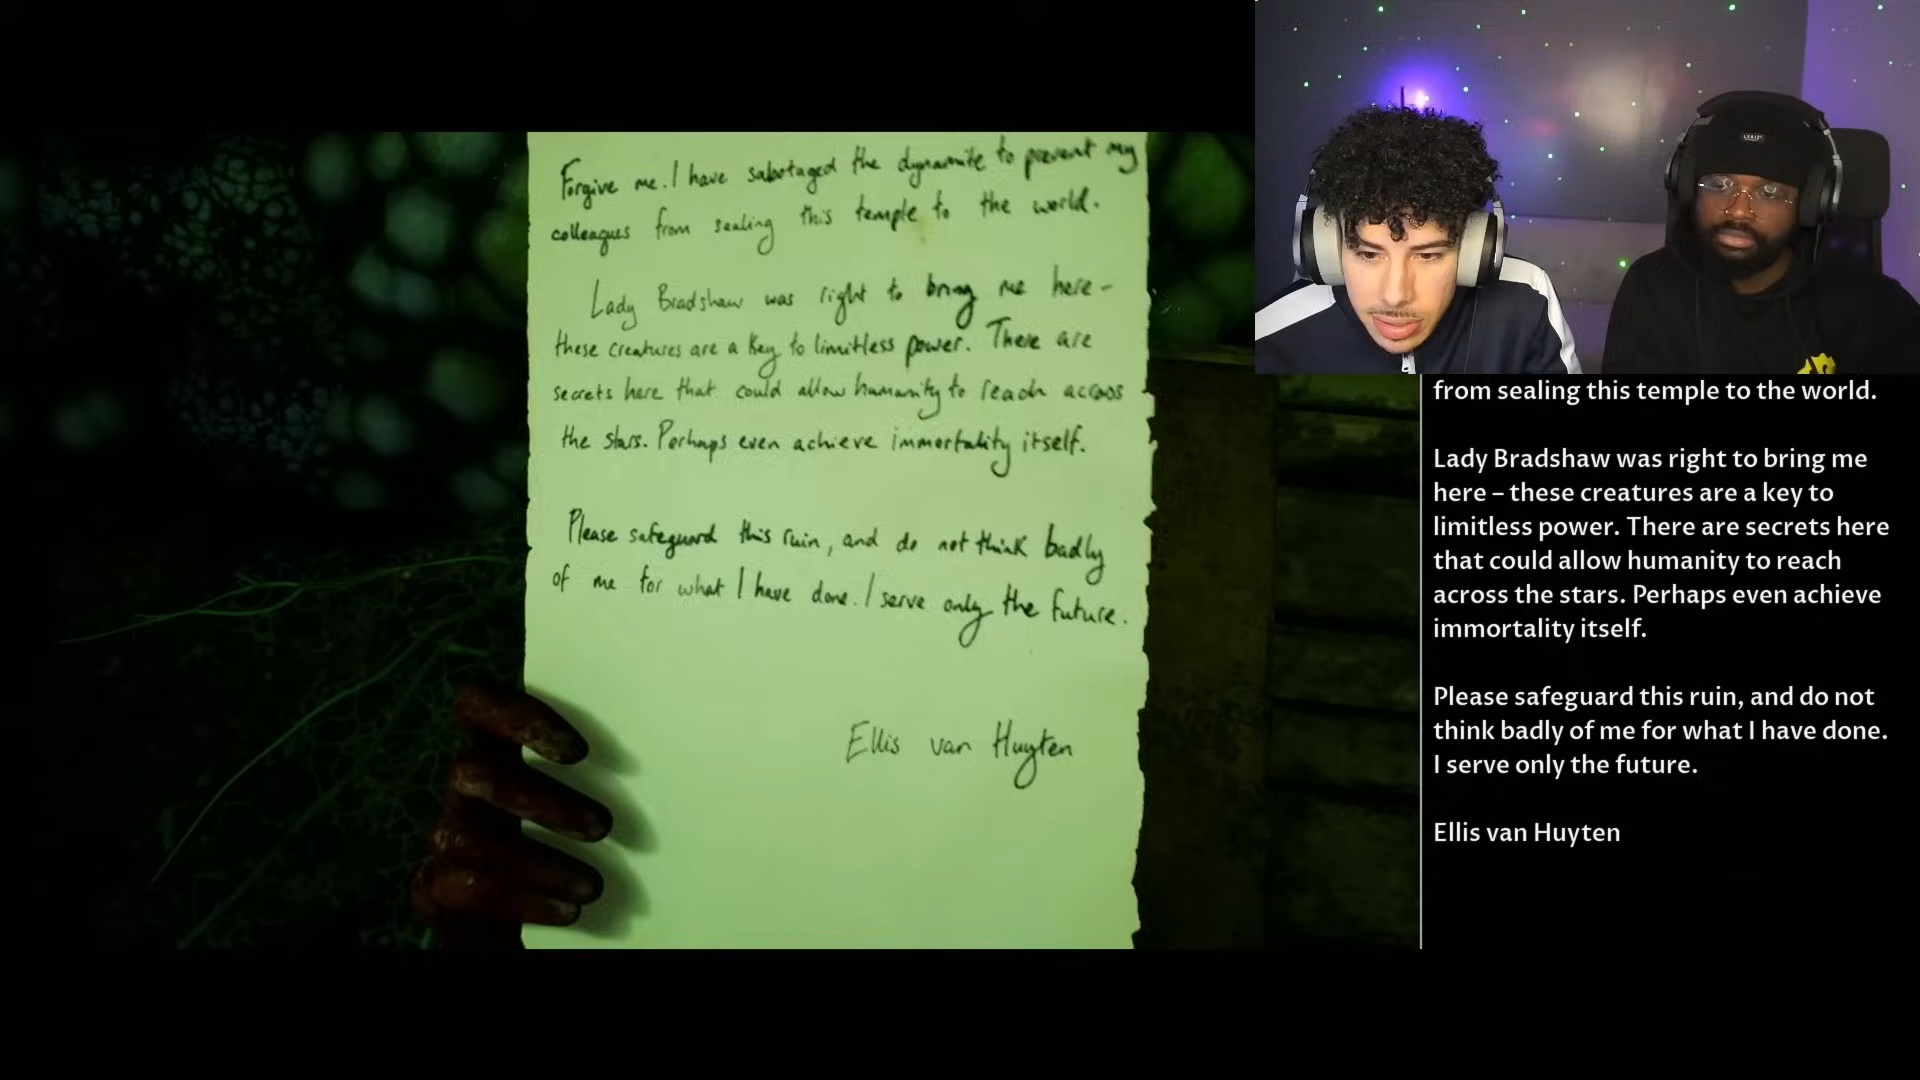 Forgive me. I have sabotaged the dynamite to prevent my
colleagues from sealing this temple to the world.
Lady Bradshaw was right to bring me here -
these creatures are a key to limitless power. There are
secrets here that could allow humanity to reach across
the stars. Perhaps even achieve immortality itself.
Please safeguard this ruin, and do not think badly
of me for what I have done. I serve only the future.
Ellis van Huyten
from sealing this temple to the world.
Lady Bradshaw was right to bring me
here – these creatures are a key to
limitless power. There are secrets here
that could allow humanity to reach
across the stars. Perhaps even achieve
immortality itself.
Please safeguard this ruin, and do not
think badly of me for what I have done.
I serve only the future.
Ellis van Huyten